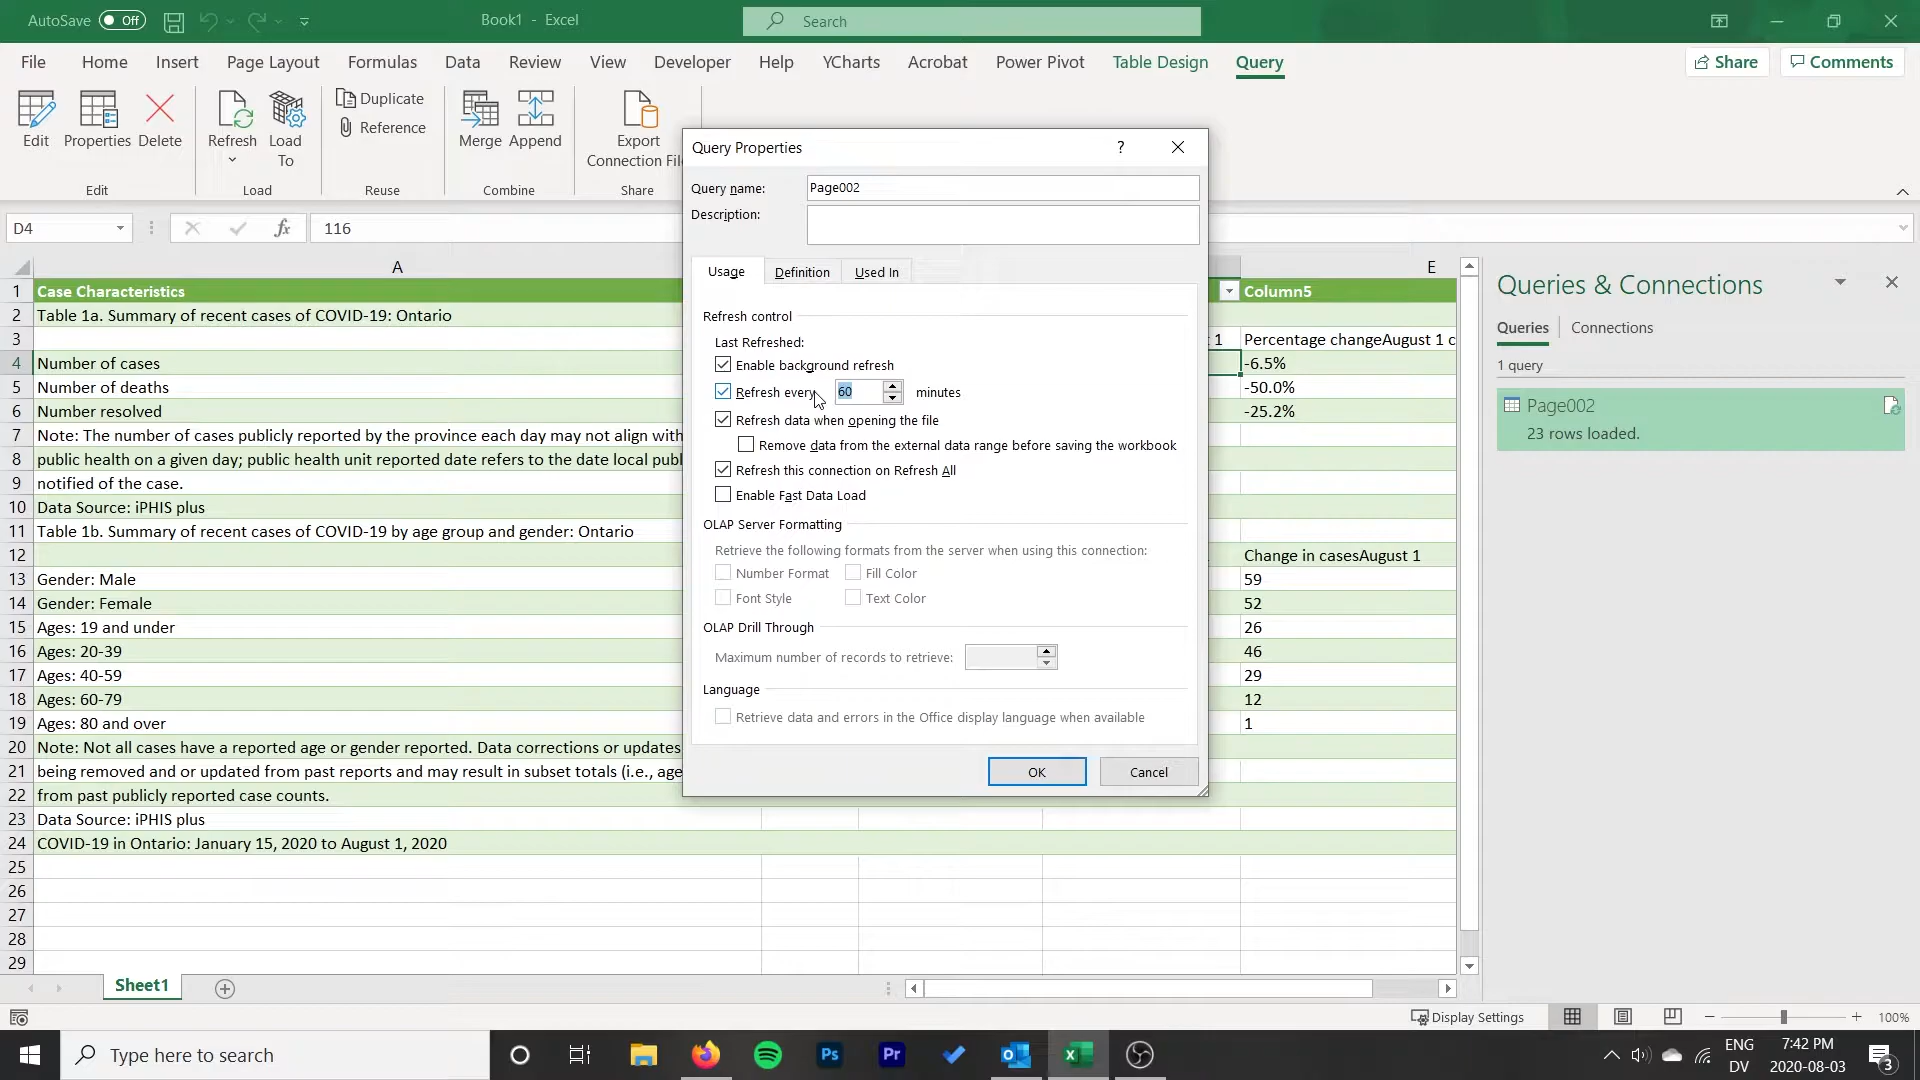 AutoSave Off
Book1 - Excel
Search
File Home Insert Page Layout Formulas Data Review View Developer Help YCharts Acrobat Power Pivot Table Design Query
Share Comments
Edit Properties Delete
Refresh Load To
Duplicate
Reference
Merge Append
Export
Connection Fil
Edit Load Reuse Combine Share
D4
fx 116
A E
1 Case Characteristics Column5
2 Table 1a. Summary of recent cases of COVID-19: Ontario
3 1 Percentage changeAugust 1 c
4 Number of cases -6.5%
5 Number of deaths -50.0%
6 Number resolved -25.2%
7 Note: The number of cases publicly reported by the province each day may not align with
8 public health on a given day; public health unit reported date refers to the date local publ
9 notified of the case.
10 Data Source: iPHIS plus
11 Table 1b. Summary of recent cases of COVID-19 by age group and gender: Ontario
12 Change in casesAugust 1
13 Gender: Male 59
14 Gender: Female 52
15 Ages: 19 and under 26
16 Ages: 20-39 46
17 Ages: 40-59 29
18 Ages: 60-79 12
19 Ages: 80 and over 1
20 Note: Not all cases have a reported age or gender reported. Data corrections or updates
21 being removed and or updated from past reports and may result in subset totals (i.e., age
22 from past publicly reported case counts.
23 Data Source: iPHIS plus
24 COVID-19 in Ontario: January 15, 2020 to August 1, 2020
25
26
27
28
29
Query Properties ?
Query name: Page002
Description:
Usage Definition Used In
Refresh control
Last Refreshed:
Enable background refresh
Refresh every 60 minutes
Refresh data when opening the file
Remove data from the external data range before saving the workbook
Refresh this connection on Refresh All
Enable Fast Data Load
OLAP Server Formatting
Retrieve the following formats from the server when using this connection:
Number Format Fill Color
Font Style Text Color
OLAP Drill Through
Maximum number of records to retrieve:
Language
Retrieve data and errors in the Office display language when available
OK Cancel
Queries & Connections
Queries Connections
1 query
Page002
23 rows loaded.
Sheet1
Display Settings 100%
Type here to search
Ps Pr
ENG
DV
7:42 PM
2020-08-03
3